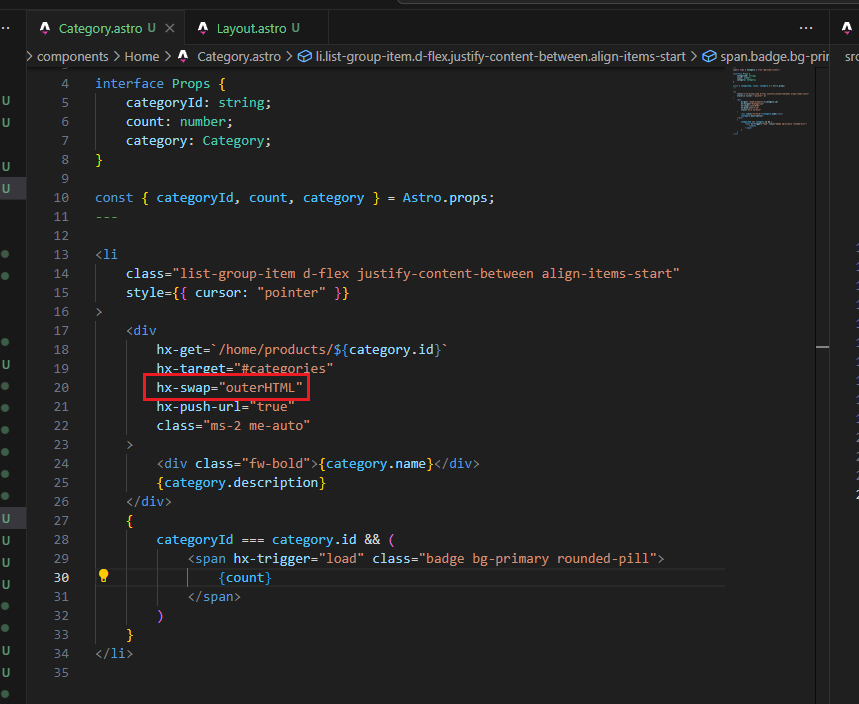 Category.astro U
Layout.astro U
components > Home > Category.astro > li.list-group-item.d-flex.justify-content-between.align-items-start > span.badge.bg-prir
4 interface Props {
5 categoryId: string;
6 count: number;
7 category: Category;
8 }
9
10 const { categoryId, count, category } = Astro.props;
11 ---
12
13 <li
14 class="list-group-item d-flex justify-content-between align-items-start"
15 style={{ cursor: "pointer" }}
16 >
17 <div
18 hx-get=`/home/products/${category.id}`
19 hx-target="#categories"
20 hx-swap="outerHTML"
21 hx-push-url="true"
22 class="ms-2 me-auto"
23 >
24 <div class="fw-bold">{category.name}</div>
25 {category.description}
26 </div>
27 {
28 categoryId === category.id && (
29 <span hx-trigger="load" class="badge bg-primary rounded-pill">
30 {count}
31 </span>
32 )
33 }
34 </li>
35